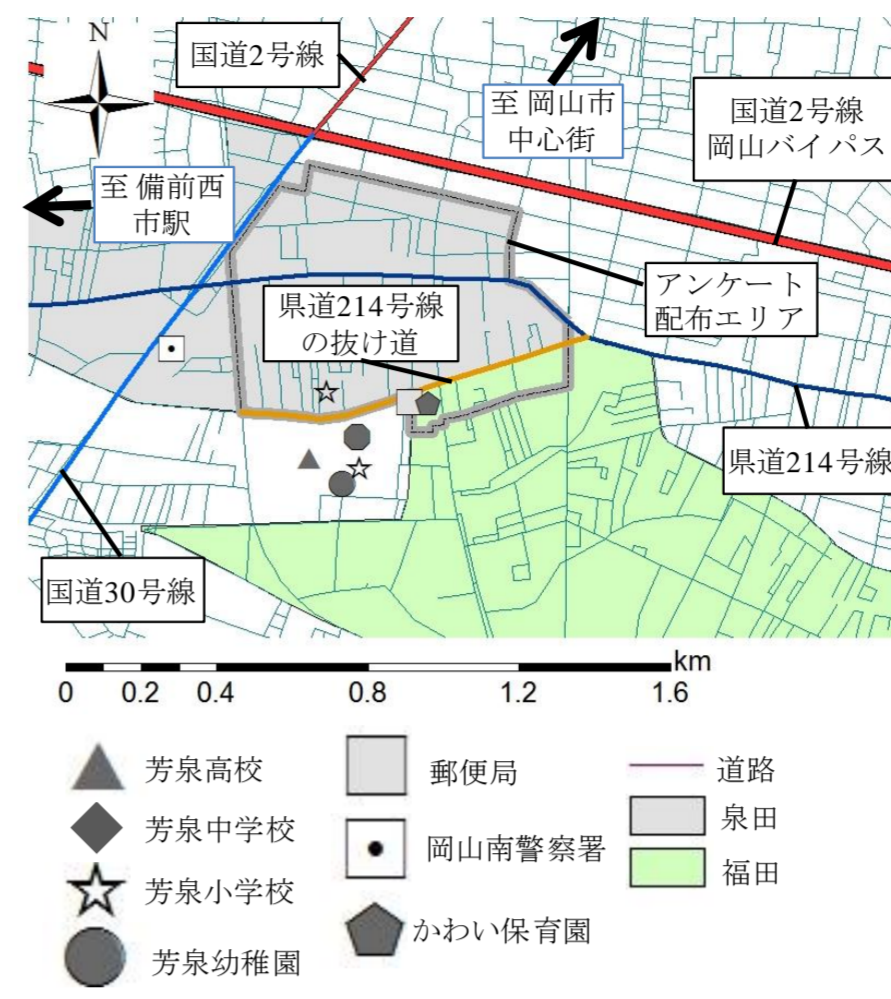 N
国道2号線
至 岡山市
中心街
国道2号線
岡山バイパス
至 備前西
市駅
アンケート
配布エリア
県道214号線
の抜け道
県道214号線
国道30号線
km
0 0.2 0.4 0.8 1.2 1.6
芳泉高校
芳泉中学校
芳泉小学校
芳泉幼稚園
郵便局
岡山南警察署
かわい保育園
道路
泉田
福田